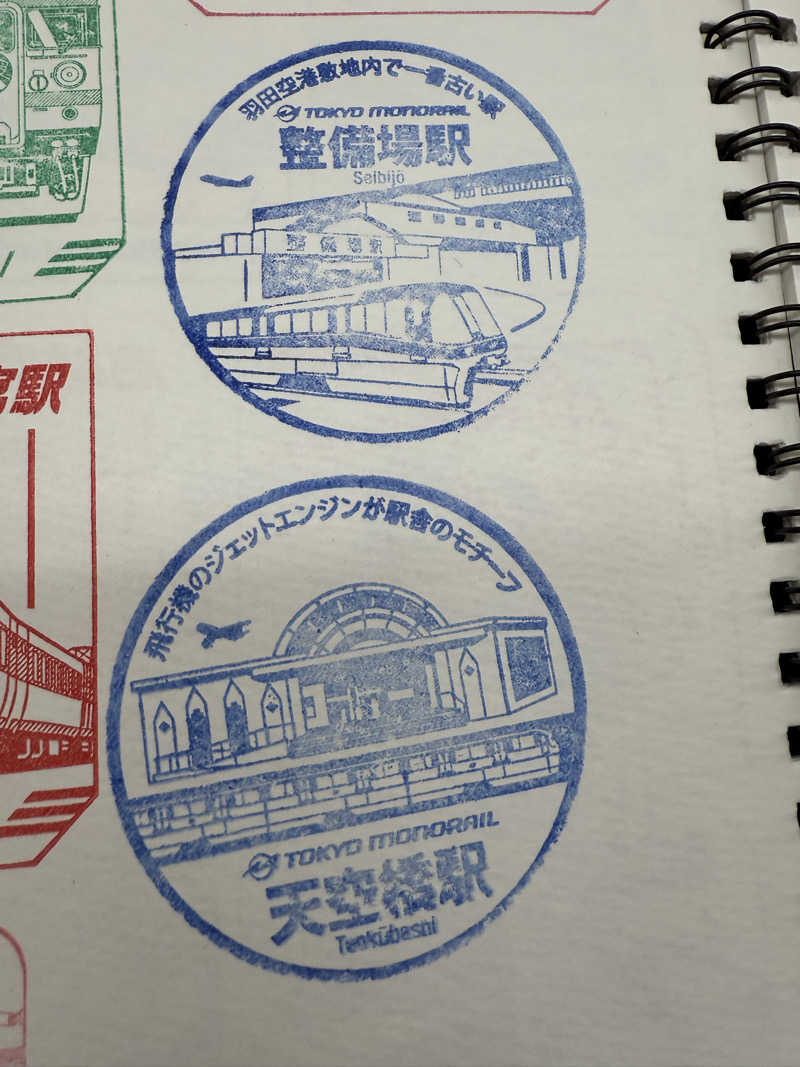 羽田空港敷地内で一番古い駅
TOKYO MONORAIL
整備場駅
Seibijō
宮駅
飛行機のジェットエンジンが駅舎のモチーフ
TOKYO MONORAIL
天空橋駅
Tenkūbashi